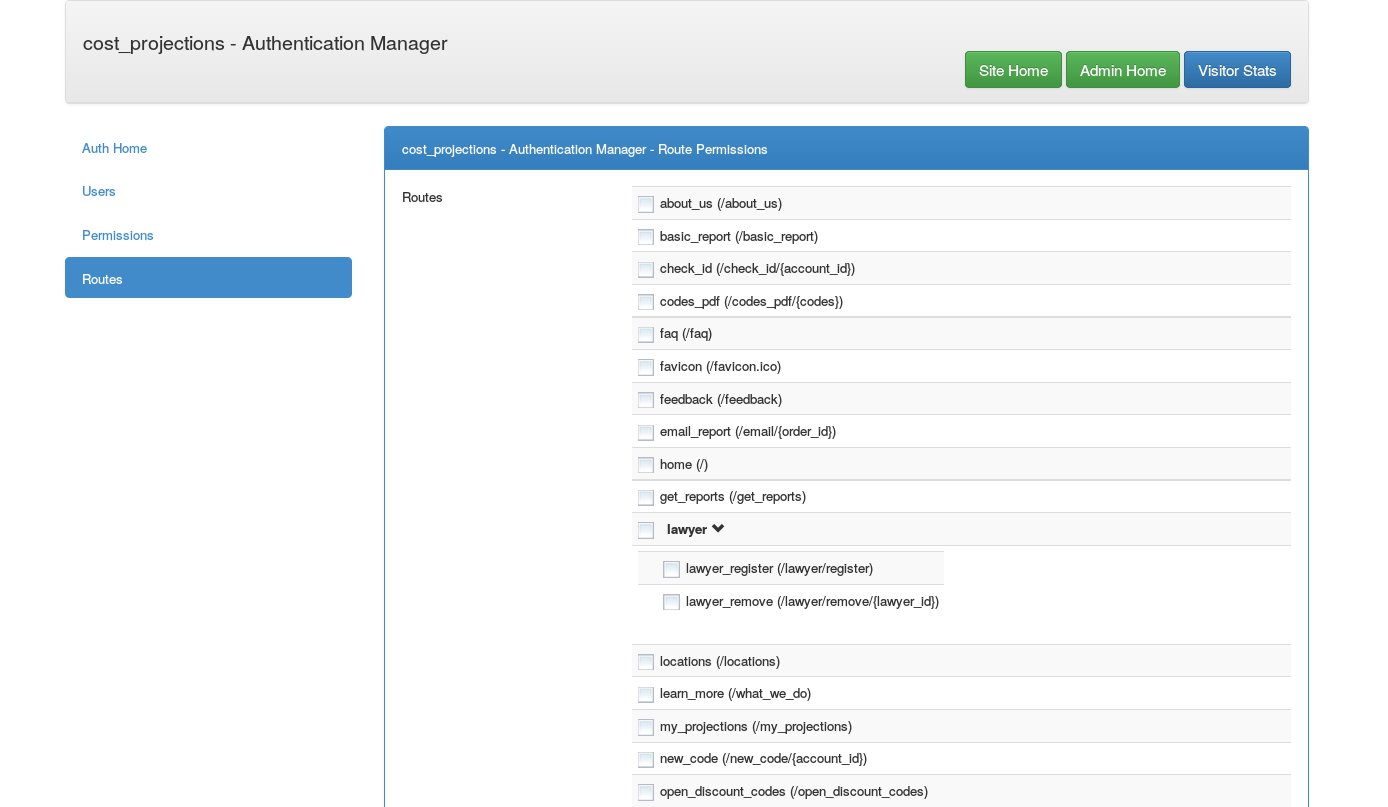 cost_projections - Authentication Manager
Site Home
Admin Home
Visitor Stats
Auth Home
Users
Permissions
Routes
cost_projections - Authentication Manager - Route Permissions
Routes
about_us (/about_us)
basic_report (/basic_report)
check_id (/check_id/{account_id})
codes_pdf (/codes_pdf/{codes})
faq (/faq)
favicon (/favicon.ico)
feedback (/feedback)
email_report (/email/{order_id})
home (/)
get_reports (/get_reports)
lawyer
lawyer_register (/lawyer/register)
lawyer_remove (/lawyer/remove/{lawyer_id})
locations (/locations)
learn_more (/what_we_do)
my_projections (/my_projections)
new_code (/new_code/{account_id})
open_discount_codes (/open_discount_codes)